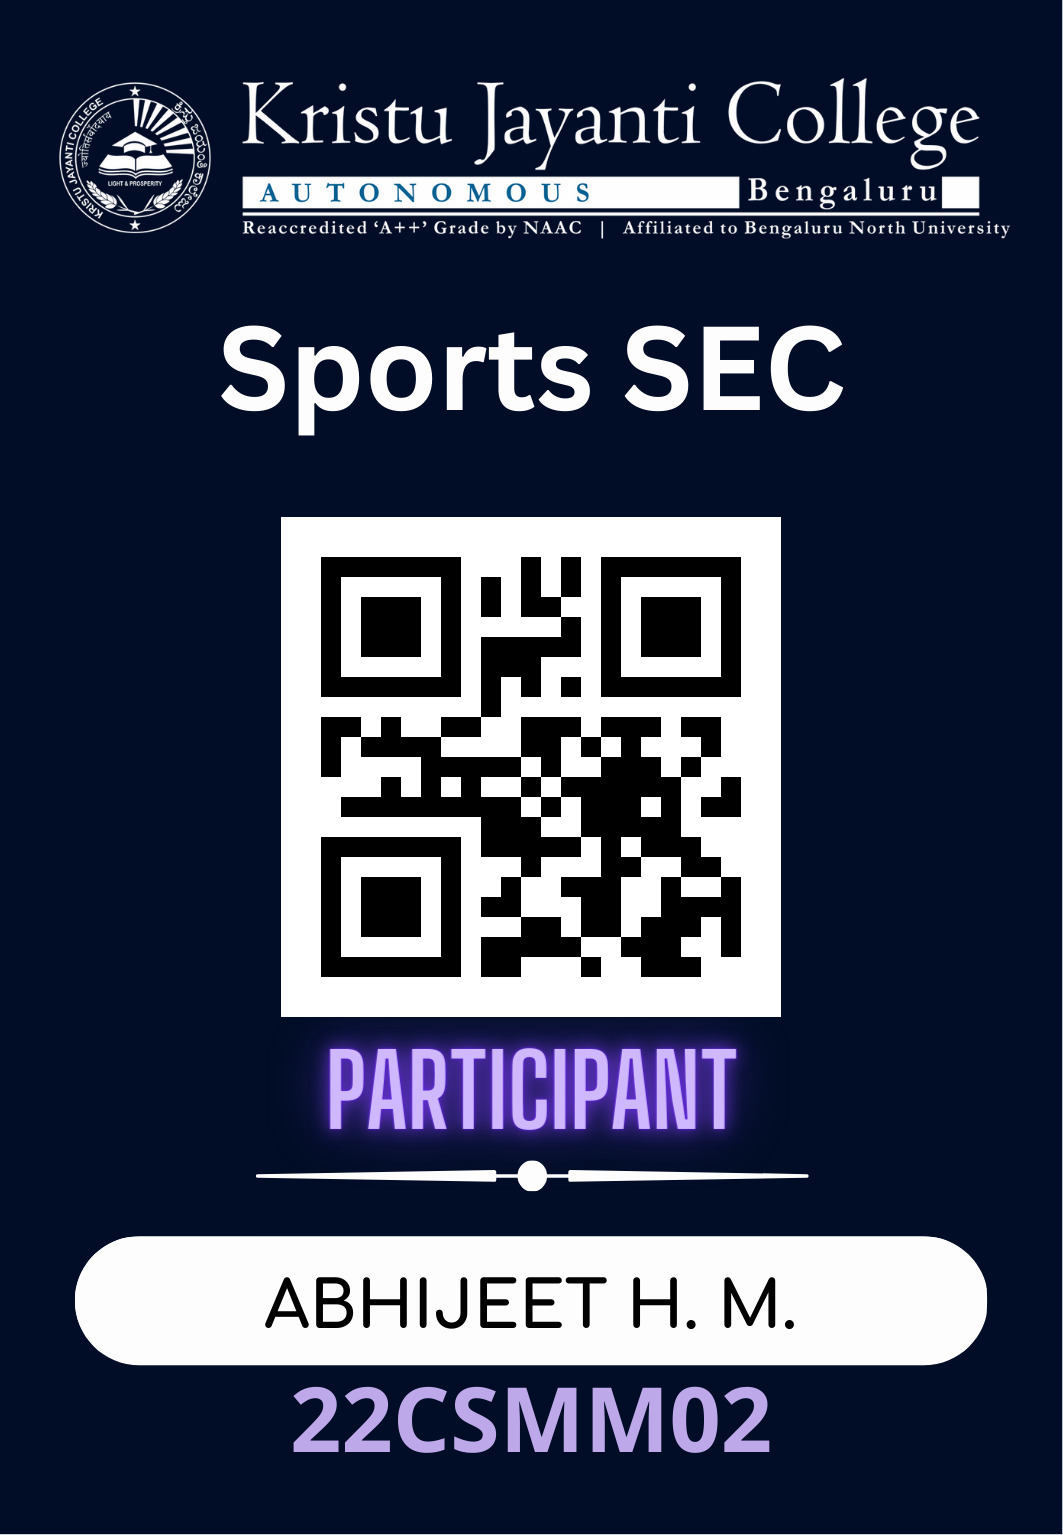 KRISTU JAYANTI COLLEGE
ಕ್ರಿಸ್ತು ಜಯಂತಿ ಕಾಲೇಜು
LIGHT & PROSPERITY
Kristu Jayanti College
AUTONOMOUS Bengaluru
Reaccredited ‘A++’ Grade by NAAC | Affiliated to Bengaluru North University
Sports SEC
PARTICIPANT
ABHIJEET H. M.
22CSMM02